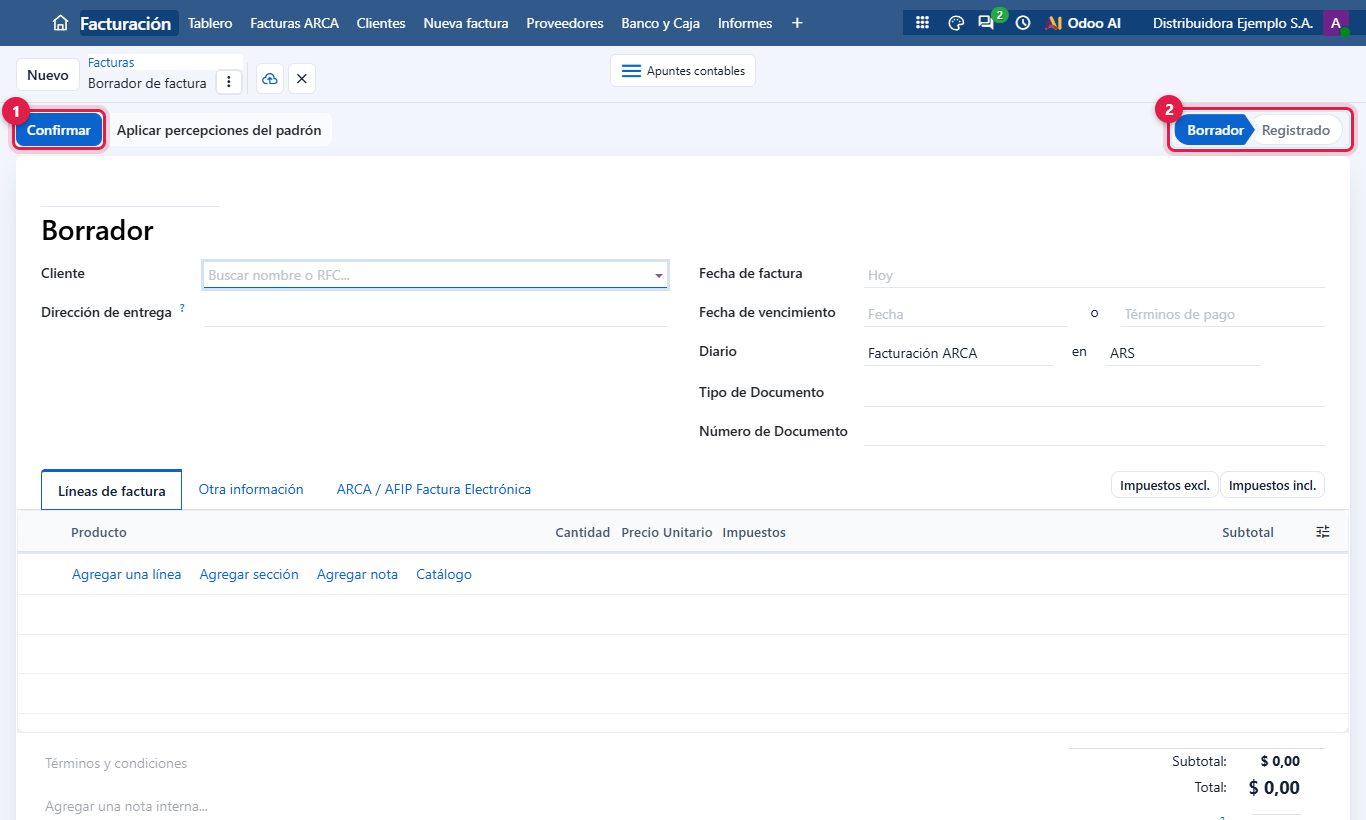 Facturación Tablero Facturas ARCA Clientes Nueva factura Proveedores Banco y Caja Informes + 2 Odoo AI Distribuidora Ejemplo S.A. A
Nuevo
Facturas
Borrador de factura
Apuntes contables
1
Confirmar
Aplicar percepciones del padrón
2
Borrador
Registrado
Borrador
Cliente
Buscar nombre o RFC...
Dirección de entrega ?
Fecha de factura
Hoy
Fecha de vencimiento
Fecha
o
Términos de pago
Diario
Facturación ARCA
en
ARS
Tipo de Documento
Número de Documento
Líneas de factura
Otra información
ARCA / AFIP Factura Electrónica
Impuestos excl.
Impuestos incl.
Producto Cantidad Precio Unitario Impuestos Subtotal
Agregar una línea Agregar sección Agregar nota Catálogo
Términos y condiciones
Agregar una nota interna...
Subtotal: $ 0,00
Total: $ 0,00
?